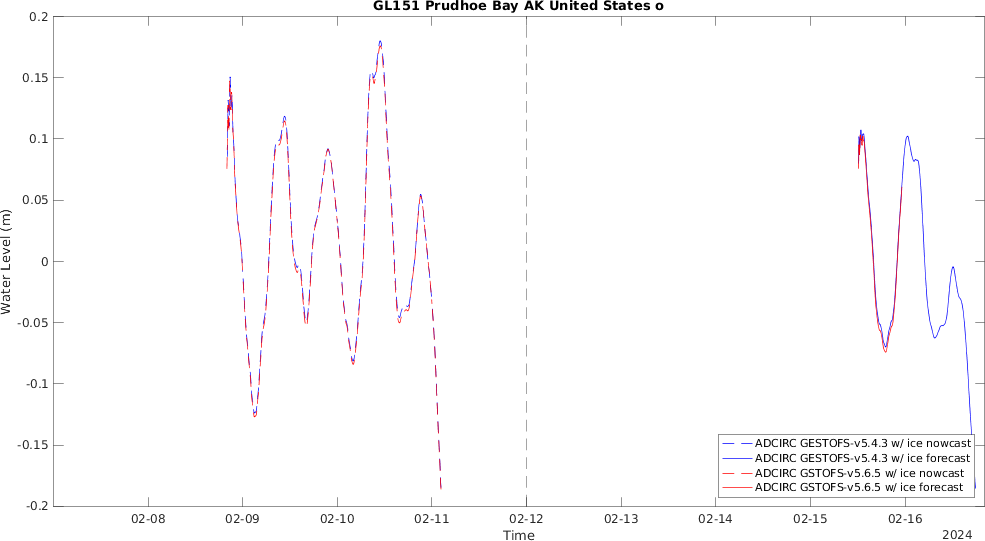 GL151 Prudhoe Bay AK United States o
0.2
0.15
0.1
0.05
0
-0.05
-0.1
-0.15
-0.2
Water Level (m)
ADCIRC GESTOFS-v5.4.3 w/ ice nowcast
ADCIRC GESTOFS-v5.4.3 w/ ice forecast
ADCIRC GSTOFS-v5.6.5 w/ ice nowcast
ADCIRC GSTOFS-v5.6.5 w/ ice forecast
02-08 02-09 02-10 02-11 02-12 02-13 02-14 02-15 02-16
Time
2024